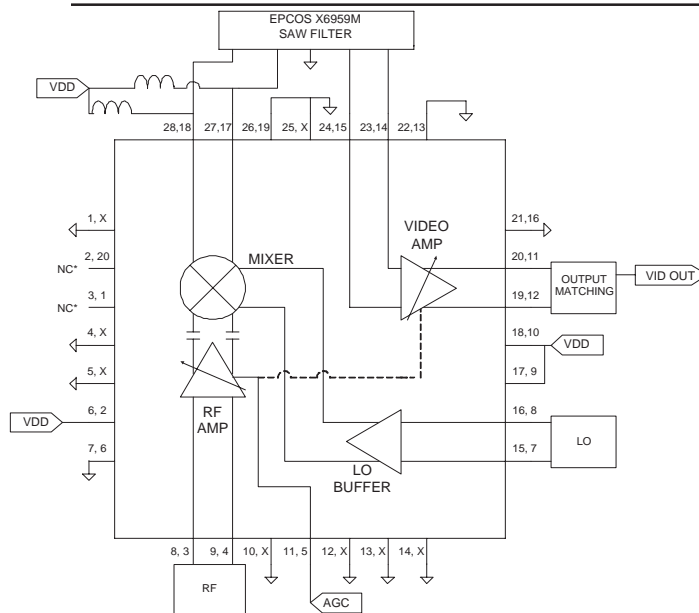 EPCOS X6959M
SAW FILTER
VDD
28,18
27,17
26,19
25, X
24,15
23,14
22,13
1, X
2, 20
NC*
3, 1
NC*
4, X
5, X
6, 2
VDD
7, 6
MIXER
VIDEO
AMP
RF
AMP
LO
BUFFER
21,16
20,11
19,12
OUTPUT
MATCHING
VID OUT
18,10
VDD
17, 9
16, 8
15, 7
LO
8, 3
9, 4
10, X
11, 5
12, X
13, X
14, X
RF
AGC